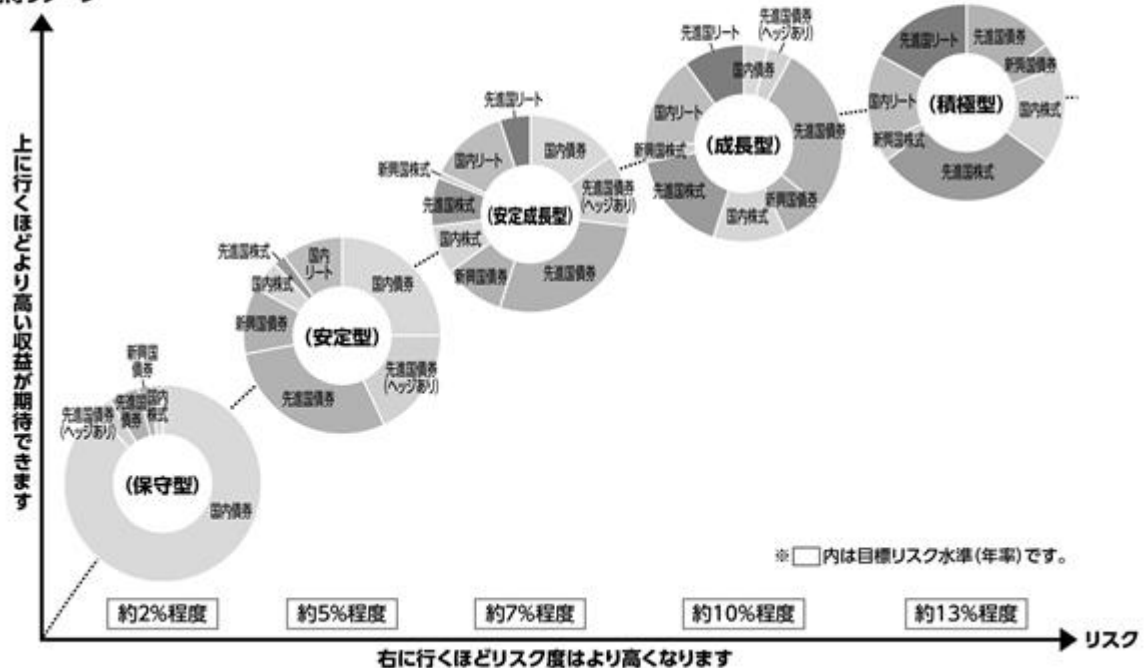 上に行くほどより高い収益が期待できます
先進国リート
国内債券
先進国債券
(ヘッジあり)
先進国債券
新興国債券
国内株式
先進国株式
新興国株式
国内リート
(成長型)
先進国リート
先進国債券
新興国債券
国内株式
先進国株式
新興国株式
国内リート
(積極型)
先進国リート
国内債券
先進国債券
(ヘッジあり)
先進国債券
新興国債券
国内株式
先進国株式
新興国株式
国内リート
(安定成長型)
先進国株式
国内
リート
国内債券
先進国債券
(ヘッジあり)
先進国債券
新興国債券
国内株式
(安定型)
新興国
債券
先進国債券
(ヘッジあり)
先進国
債券
国内
株式
国内債券
(保守型)
※ 内は目標リスク水準(年率)です。
約2%程度
約5%程度
約7%程度
約10%程度
約13%程度
リスク
右に行くほどリスク度はより高くなります